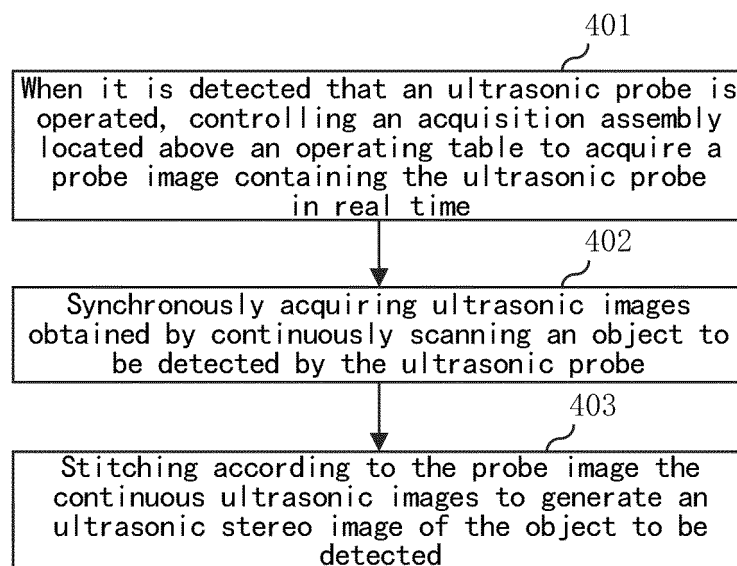 401
When it is detected that an ultrasonic probe is
operated, controlling an acquisition assembly
located above an operating table to acquire a
probe image containing the ultrasonic probe
in real time
402
Synchronously acquiring ultrasonic images
obtained by continuously scanning an object to
be detected by the ultrasonic probe
403
Stitching according to the probe image the
continuous ultrasonic images to generate an
ultrasonic stereo image of the object to be
detected